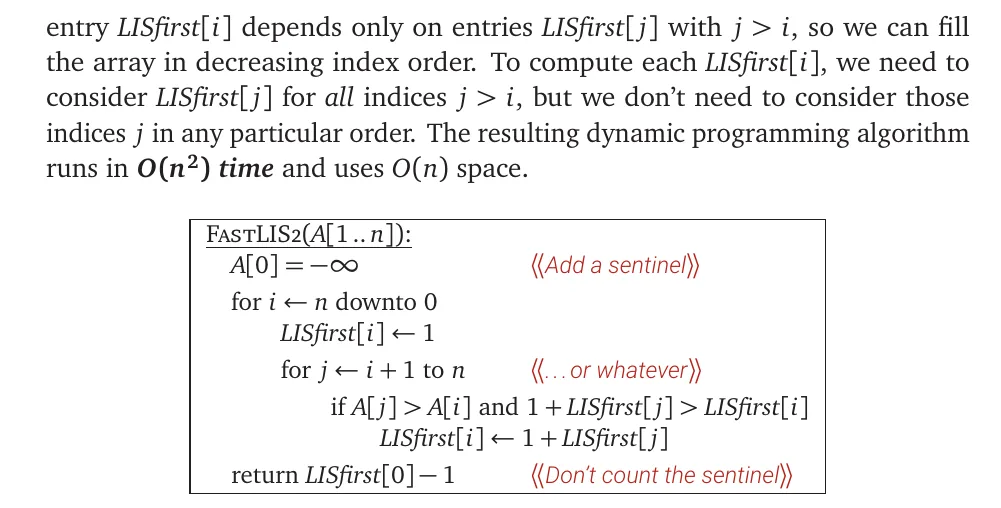 entry LISfirst[i] depends only on entries LISfirst[j] with j > i, so we can fill
the array in decreasing index order. To compute each LISfirst[i], we need to
consider LISfirst[j] for all indices j > i, but we don’t need to consider those
indices j in any particular order. The resulting dynamic programming algorithm
runs in O(n²) time and uses O(n) space.
FASTLIS2(A[1 .. n]):
A[0] = −∞ ⟪Add a sentinel⟫
for i ← n downto 0
LISfirst[i] ← 1
for j ← i + 1 to n ⟪. . . or whatever⟫
if A[j] > A[i] and 1 + LISfirst[j] > LISfirst[i]
LISfirst[i] ← 1 + LISfirst[j]
return LISfirst[0] − 1 ⟪Don’t count the sentinel⟫